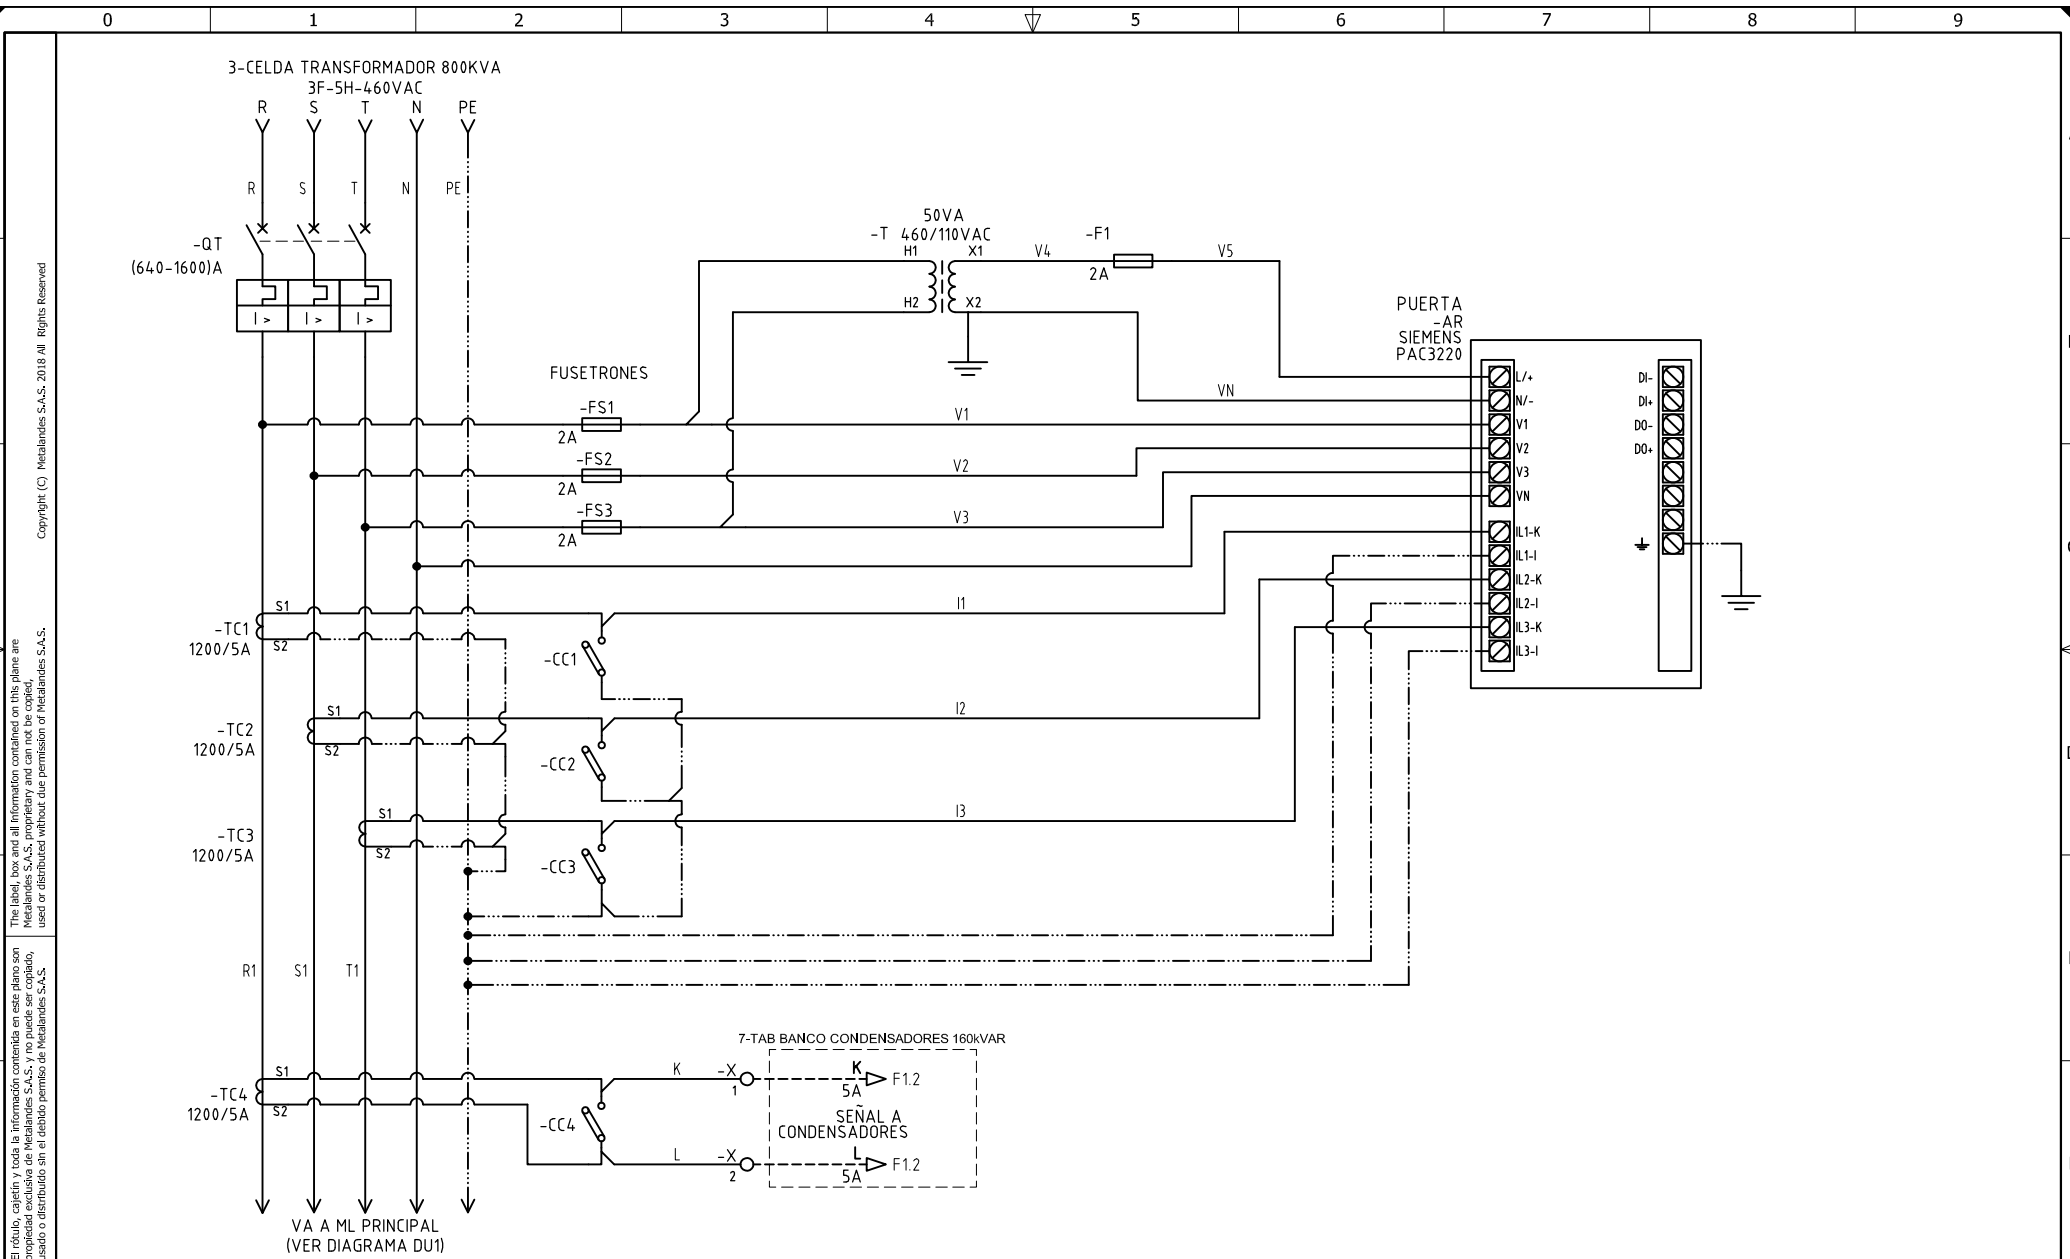 0 1 2 3 4 5 6 7 8 9
3-CELDA TRANSFORMADOR 800KVA
3F-5H-460VAC
R S T N PE
R S T N PE
-QT
(640-1600)A
I > I > I >
50VA
-T 460/110VAC
H1 X1
H2 X2
V4
-F1
2A
V5
PUERTA
-AR
SIEMENS
PAC3220
FUSETRONES
-FS1
2A
-FS2
2A
-FS3
2A
VN
V1
V2
V3
L/+
N/-
V1
V2
V3
VN
IL1-K
IL1-I
IL2-K
IL2-I
IL3-K
IL3-I
DI-
DI+
DO-
DO+
S1
-TC1
1200/5A
S2
-CC1
I1
S1
-TC2
1200/5A
S2
-CC2
I2
S1
-TC3
1200/5A
S2
-CC3
I3
R1 S1 T1
7-TAB BANCO CONDENSADORES 160kVAR
S1
-TC4
1200/5A
S2
-CC4
K
-X
1
K
5A
F1.2
SEÑAL A
CONDENSADORES
L
-X
2
L
5A
F1.2
VA A ML PRINCIPAL
(VER DIAGRAMA DU1)
Copyright (C) Metalandes S.A.S. 2018 All Rights Reserved
The label, box and all information contained on this plane are
Metalandes S.A.S. proprietary and can not be copied,
used or distributed without due permission of Metalandes S.A.S.
El rótulo, cajetín y toda la información contenida en este plano son
propiedad exclusiva de Metalandes S.A.S. y no puede ser copiado,
usado o distribuido sin el debido permiso de Metalandes S.A.S.